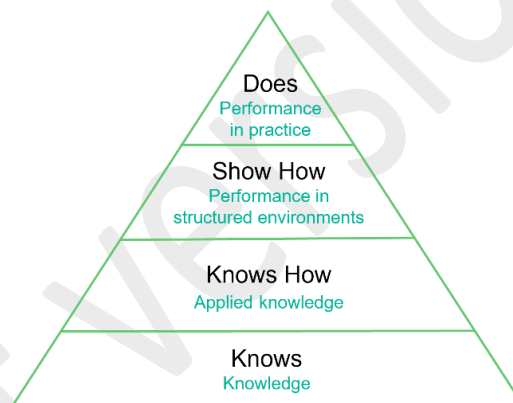 Does
Performance
in practice
Show How
Performance in
structured environments
Knows How
Applied knowledge
Knows
Knowledge